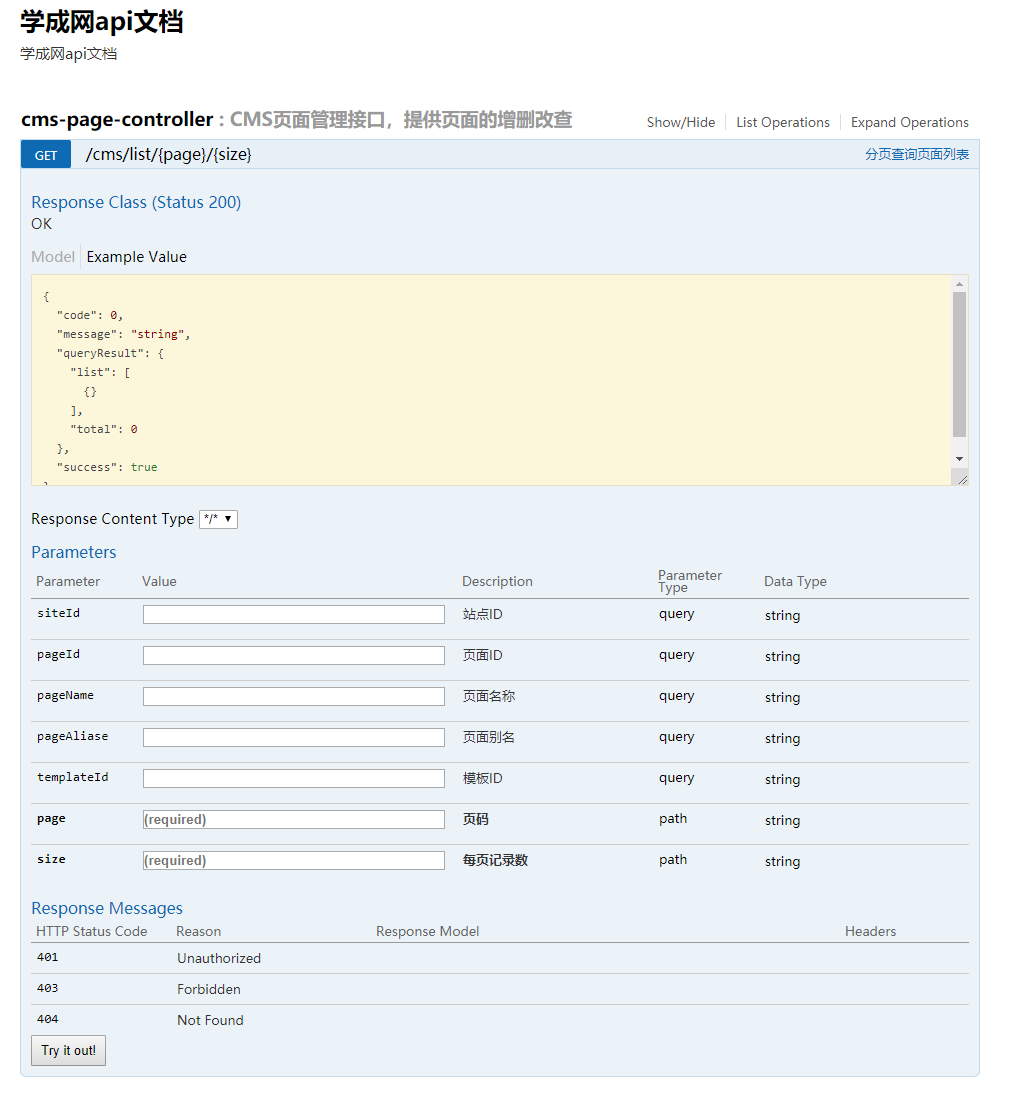 学成网api文档
学成网api文档
cms-page-controller : CMS页面管理接口，提供页面的增删改查 Show/Hide List Operations Expand Operations
GET /cms/list/{page}/{size} 分页查询页面列表
Response Class (Status 200)
OK
Model Example Value
{
"code": 0,
"message": "string",
"queryResult": {
"list": [
{}
],
"total": 0
},
"success": true
Response Content Type */*
Parameters
Parameter Value Description Parameter Type Data Type
siteId 站点ID query string
pageId 页面ID query string
pageName 页面名称 query string
pageAliase 页面别名 query string
templateId 模板ID query string
page (required) 页码 path string
size (required) 每页记录数 path string
Response Messages
HTTP Status Code Reason Response Model Headers
401 Unauthorized
403 Forbidden
404 Not Found
Try it out!